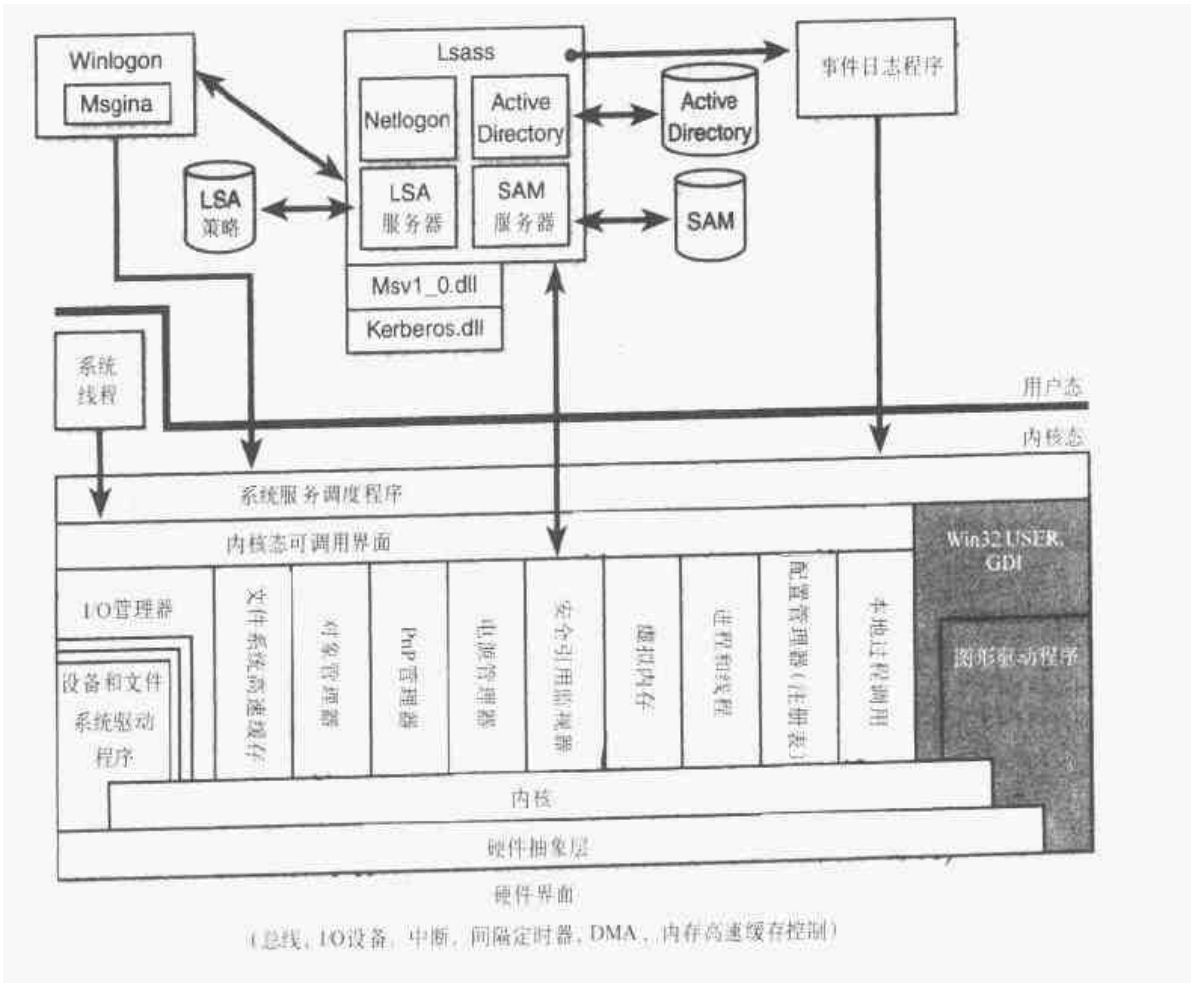 Winlogon
Msgina
Lsass
Netlogon
Active
Directory
LSA
服务器
SAM
服务器
Msv1_0.dll
Kerberos.dll
事件日志程序
Active
Directory
LSA
策略
SAM
系统
线程
用户态
内核态
系统服务调度程序
内核态可调用界面
Win32 USER,
GDI
I/O管理器
设备和文件
系统驱动
程序
文件系统高速缓存
对象管理器
PnP管理器
电源管理器
安全引用监视器
虚拟内存
进程和线程
配置管理器(注册表)
本地过程调用
图形驱动程序
内核
硬件抽象层
硬件界面
(总线, I/O设备, 中断, 间隔定时器, DMA, 内存高速缓存控制)